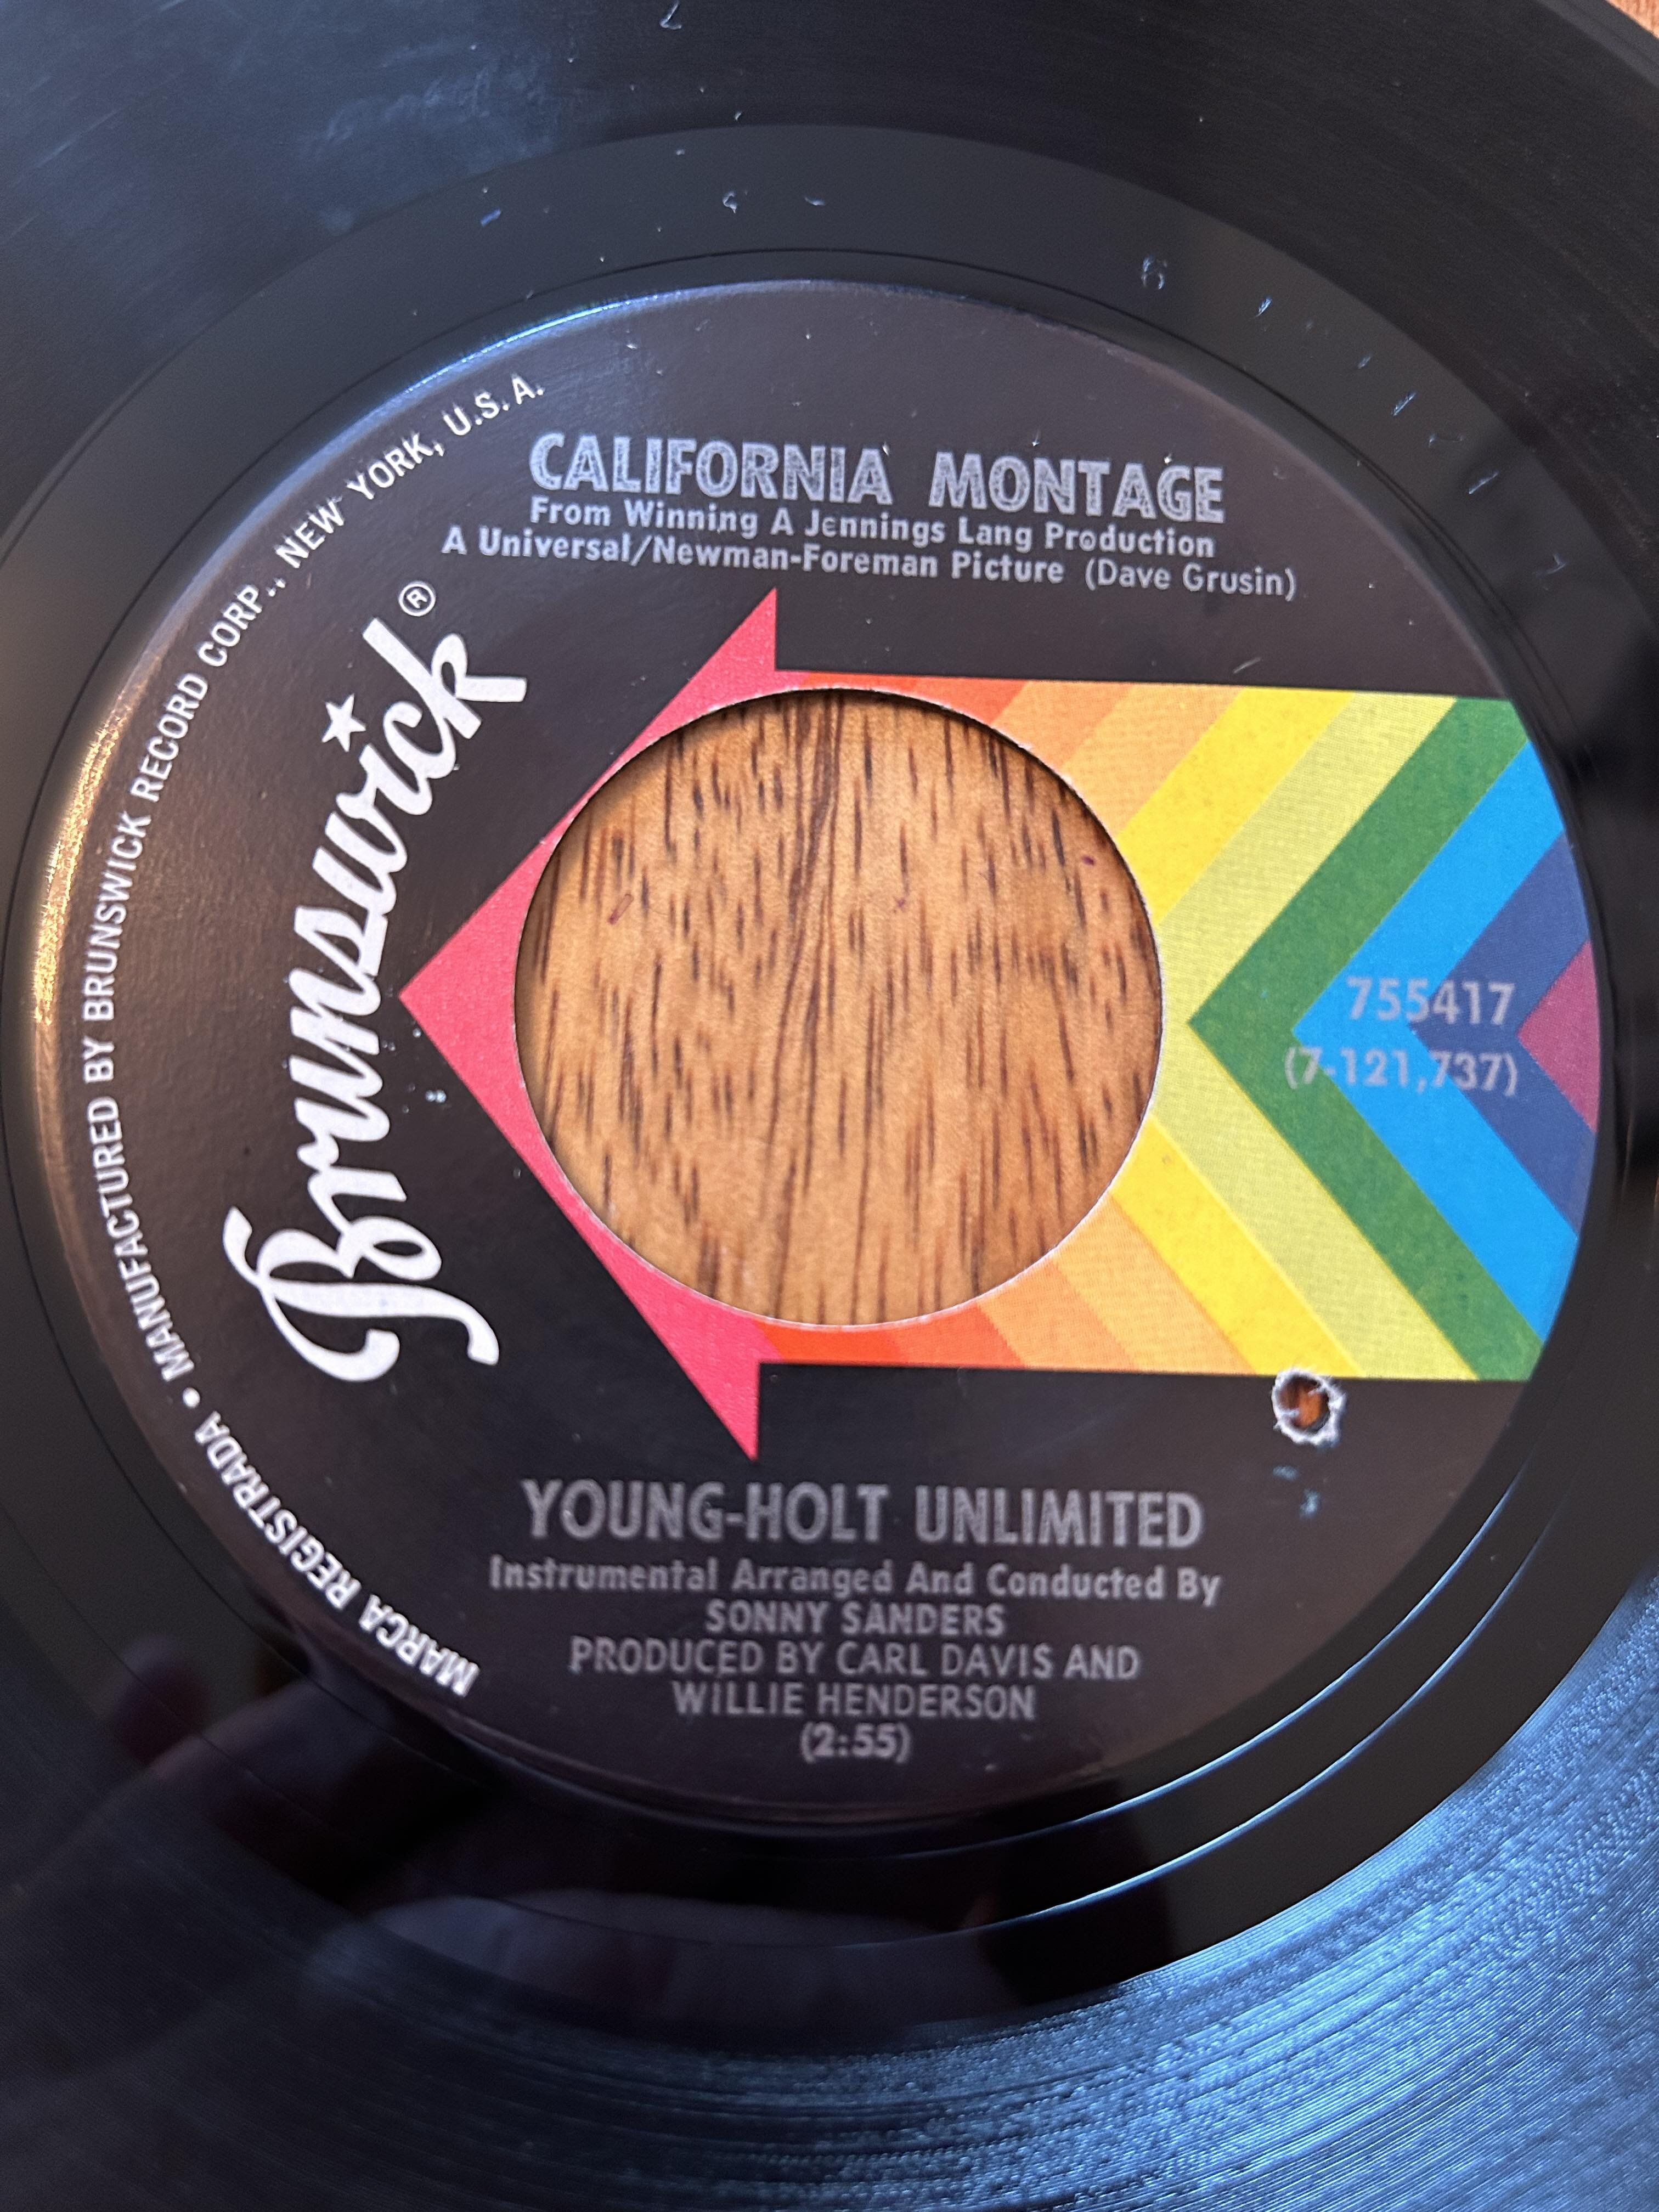 CALIFORNIA MONTAGE
From Winning A Jennings Lang Production
A Universal/Newman-Foreman Picture (Dave Grusin)
Brunswick®
755417
(7-121,737)
YOUNG-HOLT UNLIMITED
Instrumental Arranged And Conducted By
SONNY SANDERS
PRODUCED BY CARL DAVIS AND
WILLIE HENDERSON
(2:55)
MARCA REGISTRADA • MANUFACTURED BY BRUNSWICK RECORD CORP., NEW YORK, U.S.A.